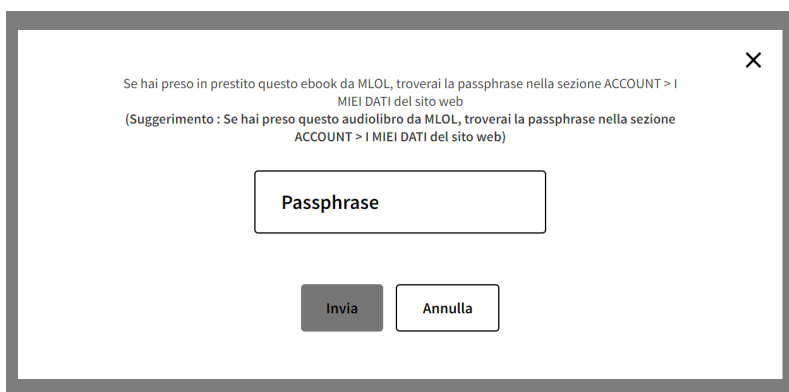 Se hai preso in prestito questo ebook da MLOL, troverai la passphrase nella sezione ACCOUNT > I
MIEI DATI del sito web
(Suggerimento : Se hai preso questo audiolibro da MLOL, troverai la passphrase nella sezione
ACCOUNT > I MIEI DATI del sito web)
Passphrase
Invia
Annulla